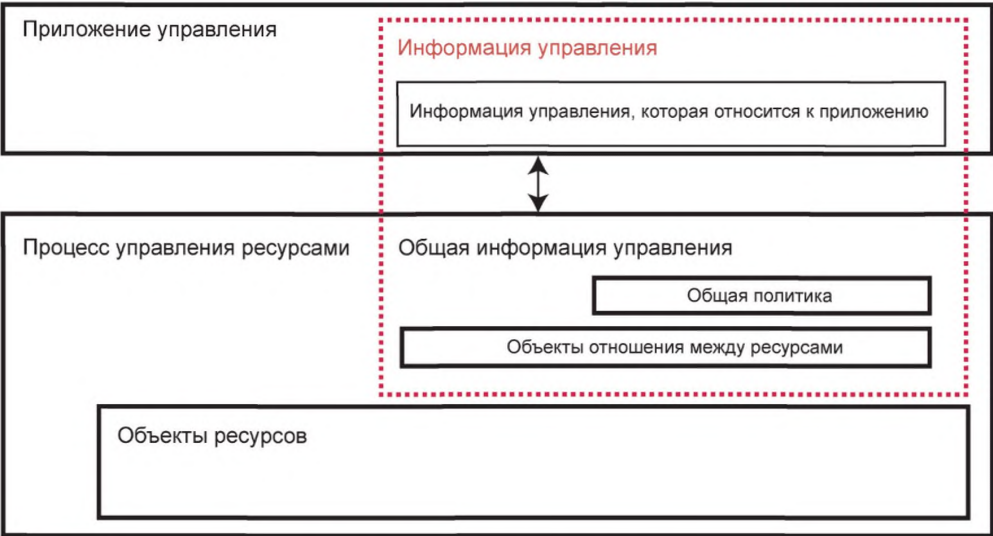 Приложение управления
Информация управления
Информация управления, которая относится к приложению
Процесс управления ресурсами
Общая информация управления
Общая политика
Объекты отношения между ресурсами
Объекты ресурсов